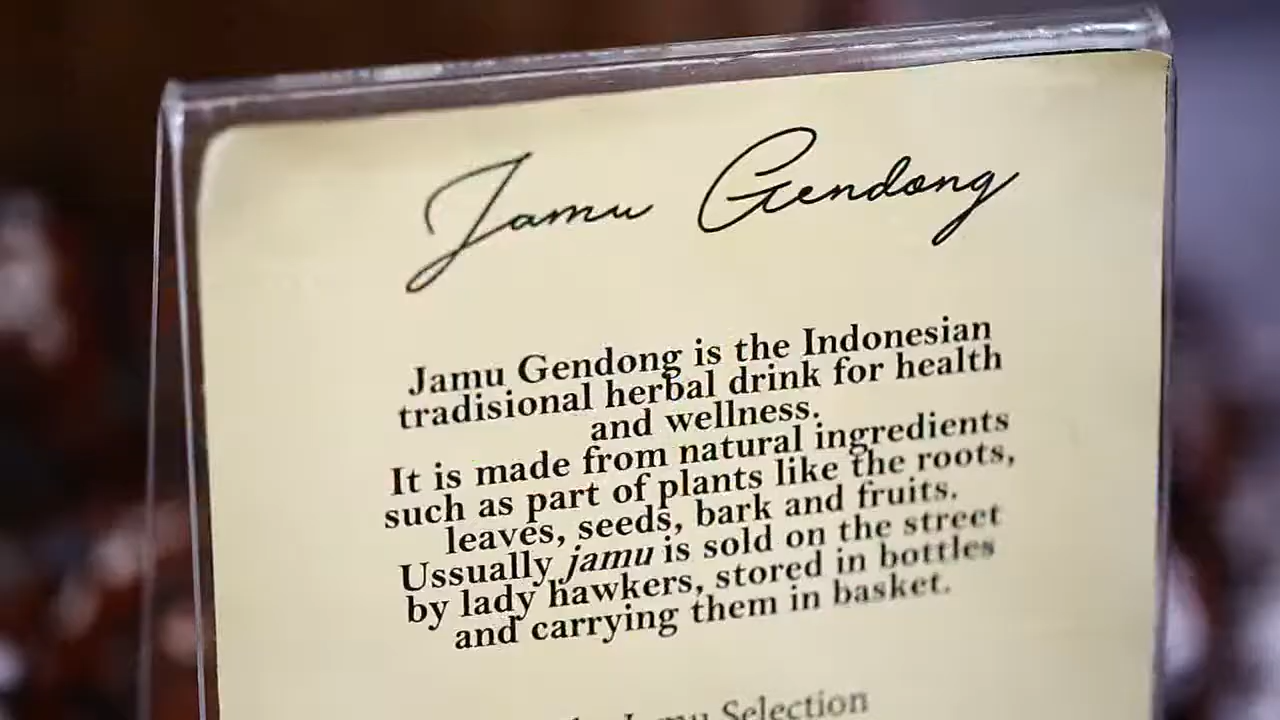 Jamu Gendong
Jamu Gendong is the Indonesian
tradisional herbal drink for health
and wellness.
It is made from natural ingredients
such as part of plants like the roots,
leaves, seeds, bark and fruits.
Ussually jamu is sold on the street
by lady hawkers, stored in bottles
and carrying them in basket.
Jamu Selection